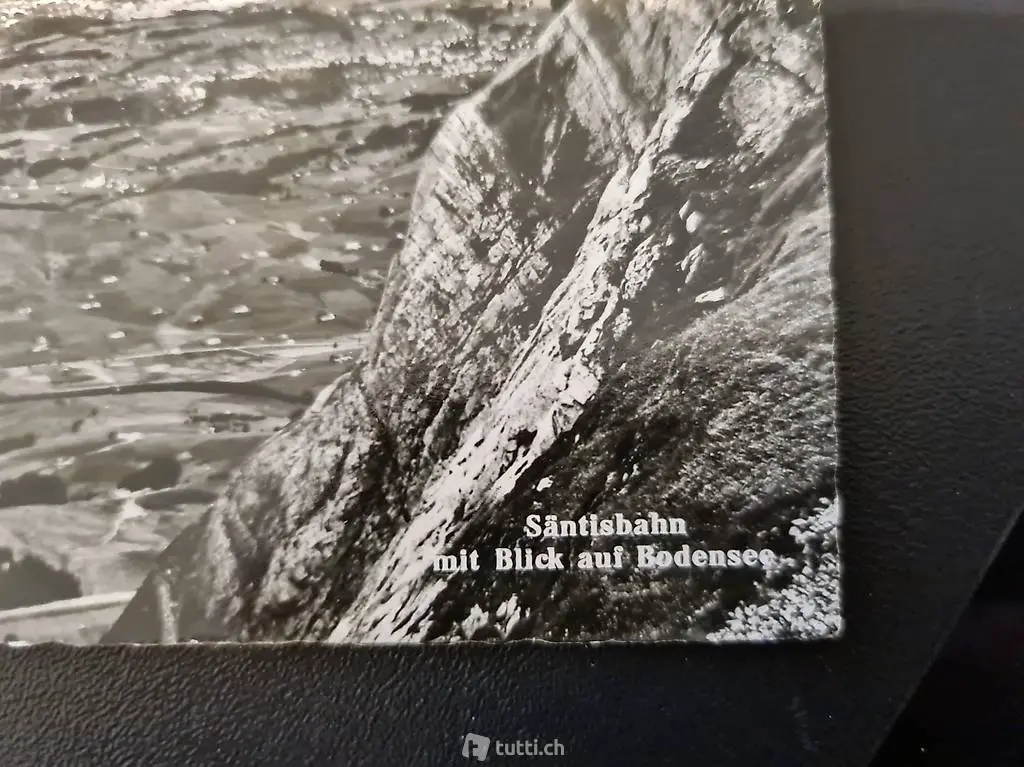 Säntisbahn
mit Blick auf Bodensee
tutti.ch